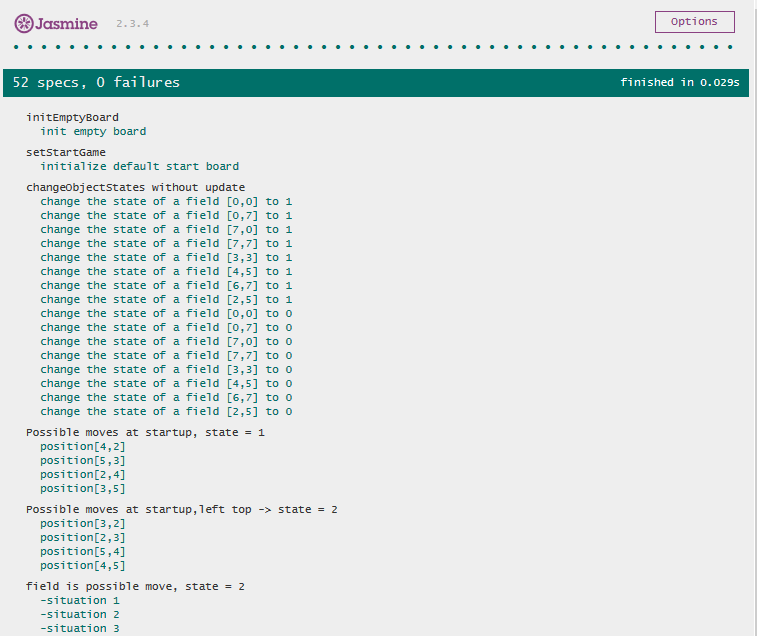 Jasmine 2.3.4 Options
52 specs, 0 failures finished in 0.029s
initEmptyBoard
init empty board
setStartGame
initialize default start board
changeObjectStates without update
change the state of a field [0,0] to 1
change the state of a field [0,7] to 1
change the state of a field [7,0] to 1
change the state of a field [7,7] to 1
change the state of a field [3,3] to 1
change the state of a field [4,5] to 1
change the state of a field [6,7] to 1
change the state of a field [2,5] to 1
change the state of a field [0,0] to 0
change the state of a field [0,7] to 0
change the state of a field [7,0] to 0
change the state of a field [7,7] to 0
change the state of a field [3,3] to 0
change the state of a field [4,5] to 0
change the state of a field [6,7] to 0
change the state of a field [2,5] to 0
Possible moves at startup, state = 1
position[4,2]
position[5,3]
position[2,4]
position[3,5]
Possible moves at startup,left top -> state = 2
position[3,2]
position[2,3]
position[5,4]
position[4,5]
field is possible move, state = 2
-situation 1
-situation 2
-situation 3